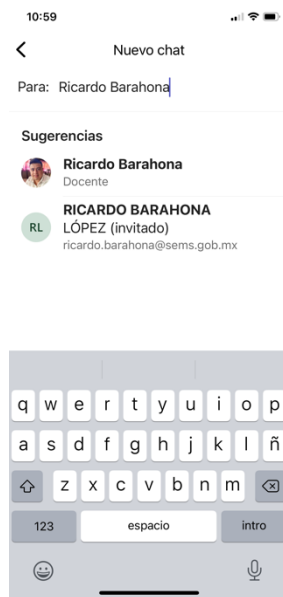 10:59
Nuevo chat
Para: Ricardo Barahona
Sugerencias
Ricardo Barahona
Docente
RL
RICARDO BARAHONA
LÓPEZ (invitado)
ricardo.barahona@sems.gob.mx
q w e r t y u i o p
a s d f g h j k l ñ
z x c v b n m
123 espacio intro